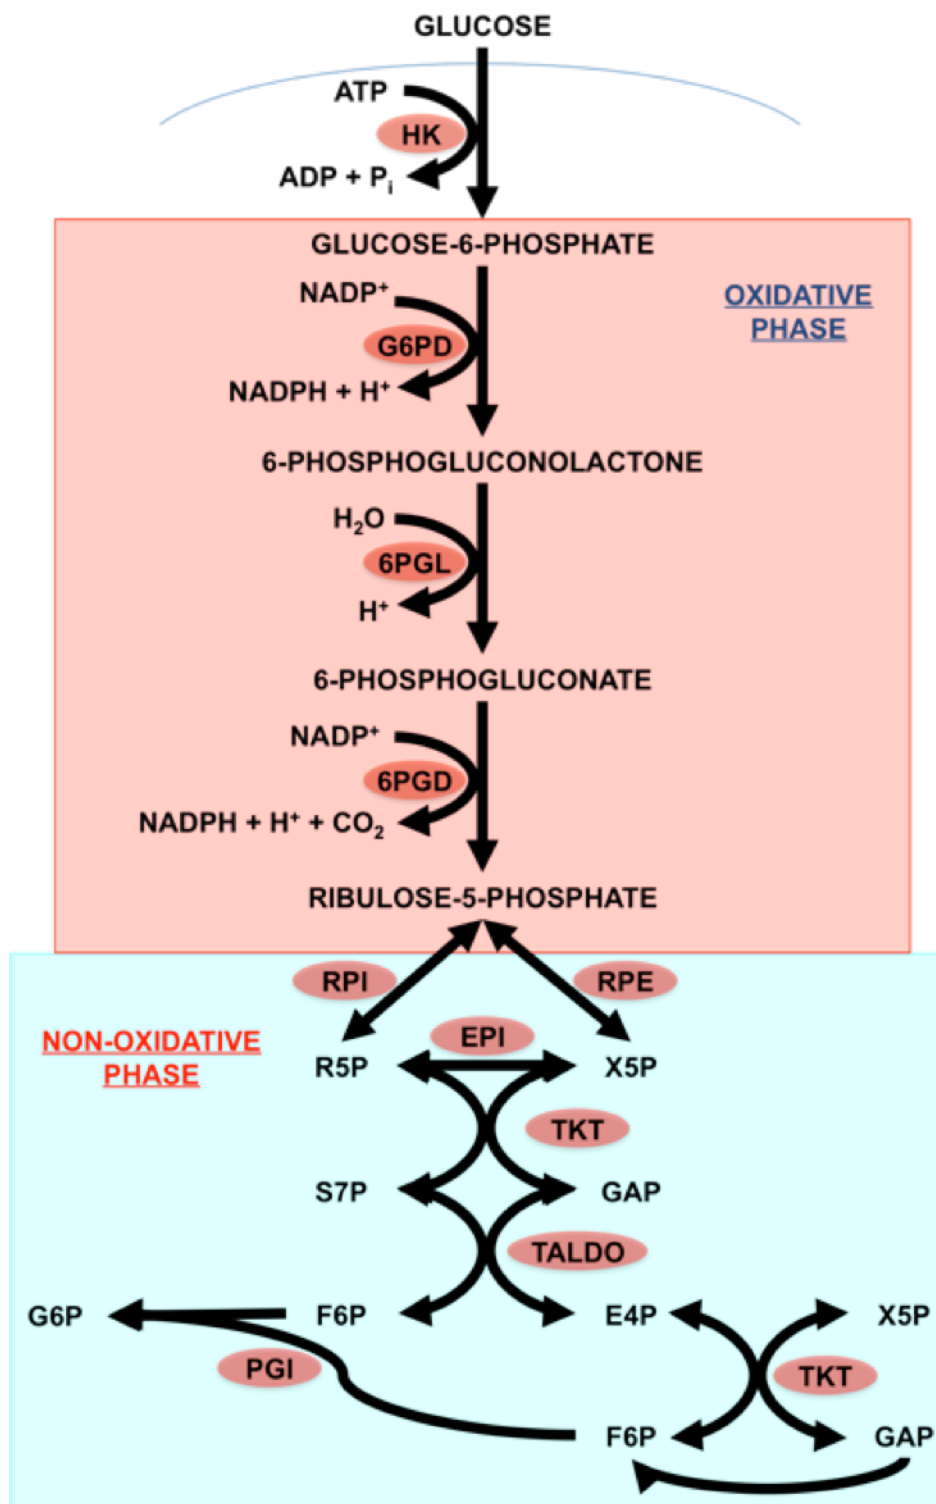 GLUCOSE
ATP
HK
ADP + Pi
GLUCOSE-6-PHOSPHATE
NADP+
OXIDATIVE
PHASE
G6PD
NADPH + H+
6-PHOSPHOGLUCONOLACTONE
H2O
6PGL
H+
6-PHOSPHOGLUCONATE
NADP+
6PGD
NADPH + H+ + CO2
RIBULOSE-5-PHOSPHATE
RPI
RPE
NON-OXIDATIVE
PHASE
EPI
R5P
X5P
TKT
S7P
GAP
TALDO
G6P
F6P
E4P
X5P
PGI
TKT
F6P
GAP